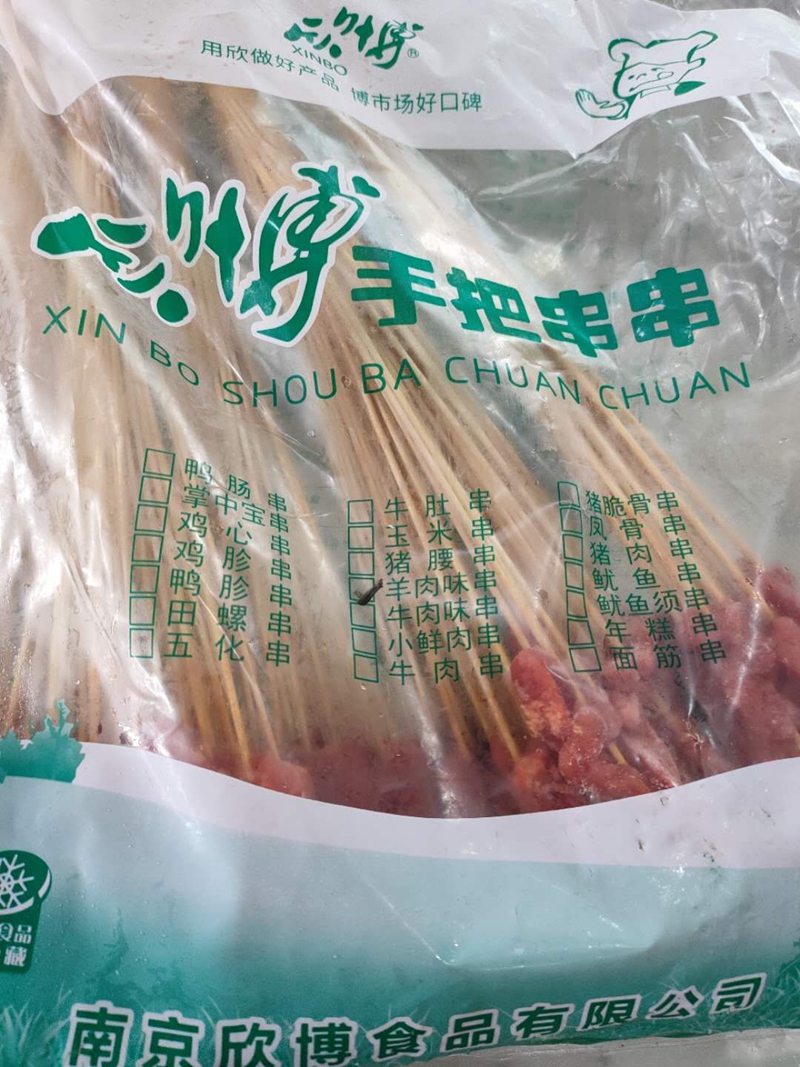 欣博®
XINBO
用欣做好产品 博市场好口碑
欣博手把串串
XIN BO SHOU BA CHUAN CHUAN
鸭肠串
掌中宝串
鸡心串
鸡胗串
鸭胗串
田螺串
五化串
牛肚串
玉米串
猪腰串
羊肉味串
牛肉味串
小鲜肉串
牛肉串
猪脆骨串
凤骨串
猪肉串
鱿鱼串
鱿鱼须串
年糕串
面筋串
食品
藏
南京欣博食品有限公司